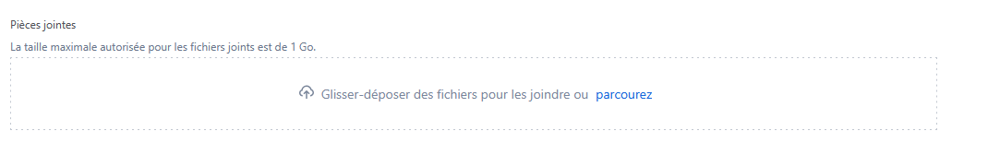 Pièces jointes
La taille maximale autorisée pour les fichiers joints est de 1 Go.
Glisser-déposer des fichiers pour les joindre ou parcourez